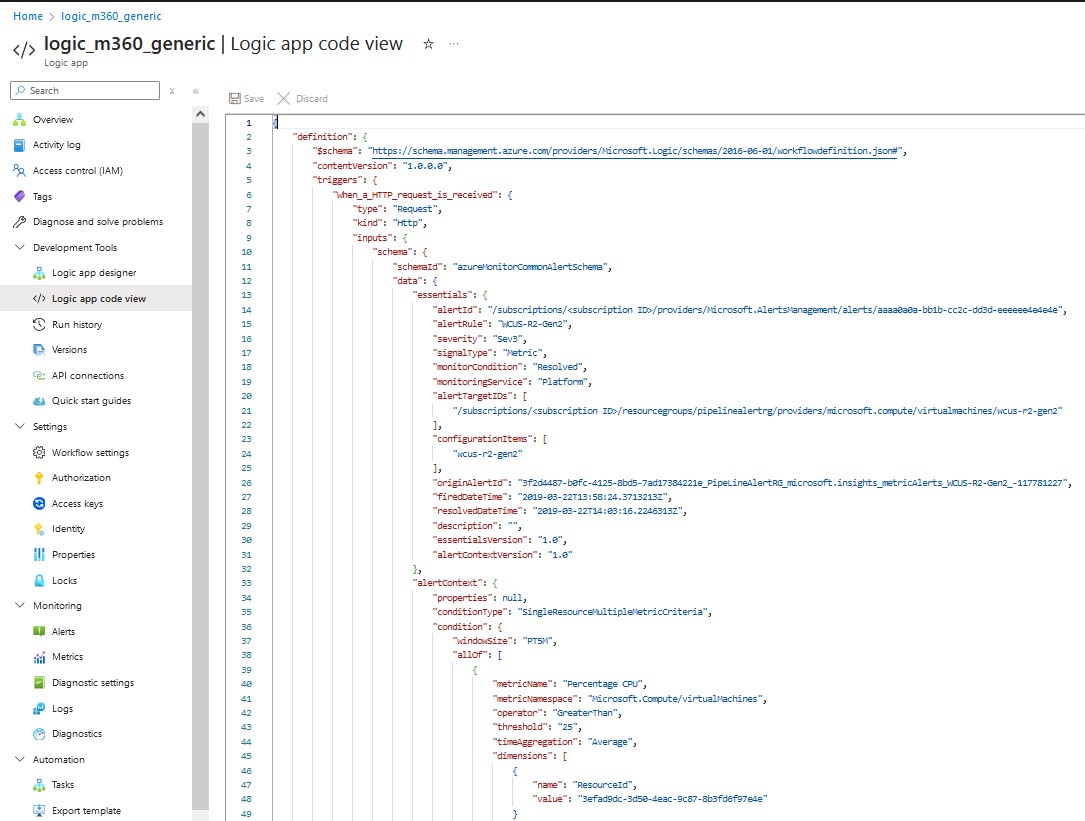 Home > logic_m360_generic
logic_m360_generic | Logic app code view
Logic app
Search
Overview
Activity log
Access control (IAM)
Tags
Diagnose and solve problems
Development Tools
Logic app designer
Logic app code view
Run history
Versions
API connections
Quick start guides
Settings
Workflow settings
Authorization
Access keys
Identity
Properties
Locks
Monitoring
Alerts
Metrics
Diagnostic settings
Logs
Diagnostics
Automation
Tasks
Export template
Save Discard
1 {
2 "definition": {
3 "$schema": "https://schema.management.azure.com/providers/Microsoft.Logic/schemas/2016-06-01/workflowdefinition.json#",
4 "contentVersion": "1.0.0.0",
5 "triggers": {
6 "When_a_HTTP_request_is_received": {
7 "type": "Request",
8 "kind": "Http",
9 "inputs": {
10 "schema": {
11 "schemaId": "azureMonitorCommonAlertSchema",
12 "data": {
13 "essentials": {
14 "alertId": "/subscriptions/<subscription ID>/providers/Microsoft.AlertsManagement/alerts/aaaa0a0a-bb1b-cc2c-dd3d-eeeeee4e4e4e",
15 "alertRule": "WCUS-R2-Gen2",
16 "severity": "Sev3",
17 "signalType": "Metric",
18 "monitorCondition": "Resolved",
19 "monitoringService": "Platform",
20 "alertTargetIDs": [
21 "/subscriptions/<subscription ID>/resourcegroups/pipelinealertrg/providers/microsoft.compute/virtualmachines/wcus-r2-gen2"
22 ],
23 "configurationItems": [
24 "wcus-r2-gen2"
25 ],
26 "originAlertId": "3f2d4487-b0fc-4125-8bd5-7ad17384221e_PipeLineAlertRG_microsoft.insights_metricAlerts_WCUS-R2-Gen2_-117781227",
27 "firedDateTime": "2019-03-22T13:58:24.3713213Z",
28 "resolvedDateTime": "2019-03-22T14:03:16.2246313Z",
29 "description": "",
30 "essentialsVersion": "1.0",
31 "alertContextVersion": "1.0"
32 },
33 "alertContext": {
34 "properties": null,
35 "conditionType": "SingleResourceMultipleMetricCriteria",
36 "condition": {
37 "windowSize": "PT5M",
38 "allOf": [
39 {
40 "metricName": "Percentage CPU",
41 "metricNamespace": "Microsoft.Compute/virtualMachines",
42 "operator": "GreaterThan",
43 "threshold": "25",
44 "timeAggregation": "Average",
45 "dimensions": [
46 {
47 "name": "ResourceId",
48 "value": "3efad9dc-3d50-4eac-9c87-8b3fd6f97e4e"
49 }